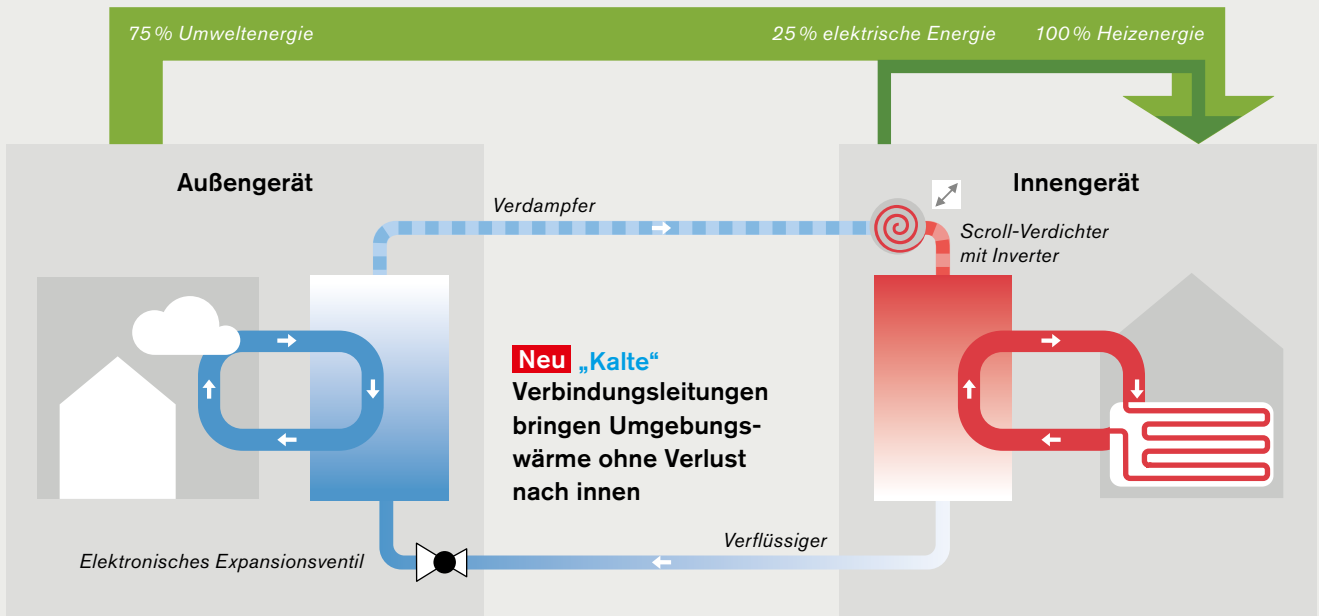 75 % Umweltenergie
25 % elektrische Energie
100 % Heizenergie
Außengerät
Innengerät
Verdampfer
Scroll-Verdichter
mit Inverter
Neu „Kalte“
Verbindungsleitungen
bringen Umgebungs-
wärme ohne Verlust
nach innen
Verflüssiger
Elektronisches Expansionsventil